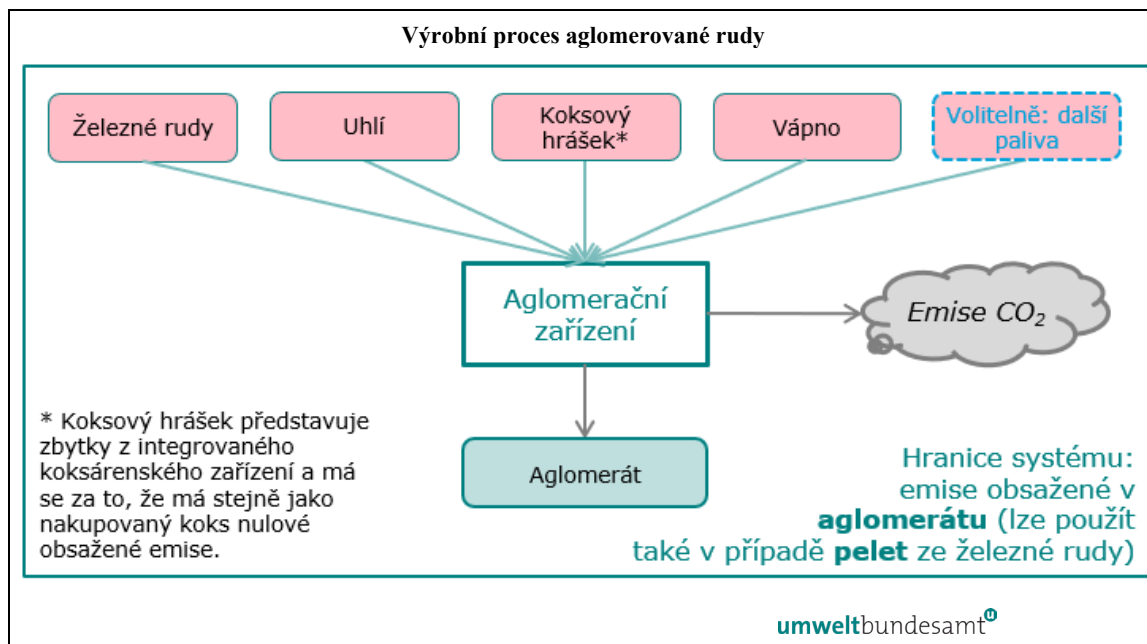 Výrobní proces aglomerované rudy
Železné rudy
Uhlí
Koksový
hrášek*
Vápno
Volitelně: další
paliva
Aglomerační
zařízení
Emise CO₂
* Koksový hrášek představuje
zbytky z integrovaného
koksárenského zařízení a má
se za to, že má stejně jako
nakupovaný koks nulové
obsažené emise.
Aglomerát
Hranice systému:
emise obsažené v
aglomerátu (lze použít
také v případě pelet ze železné rudy)
umweltbundesamt ᵘ